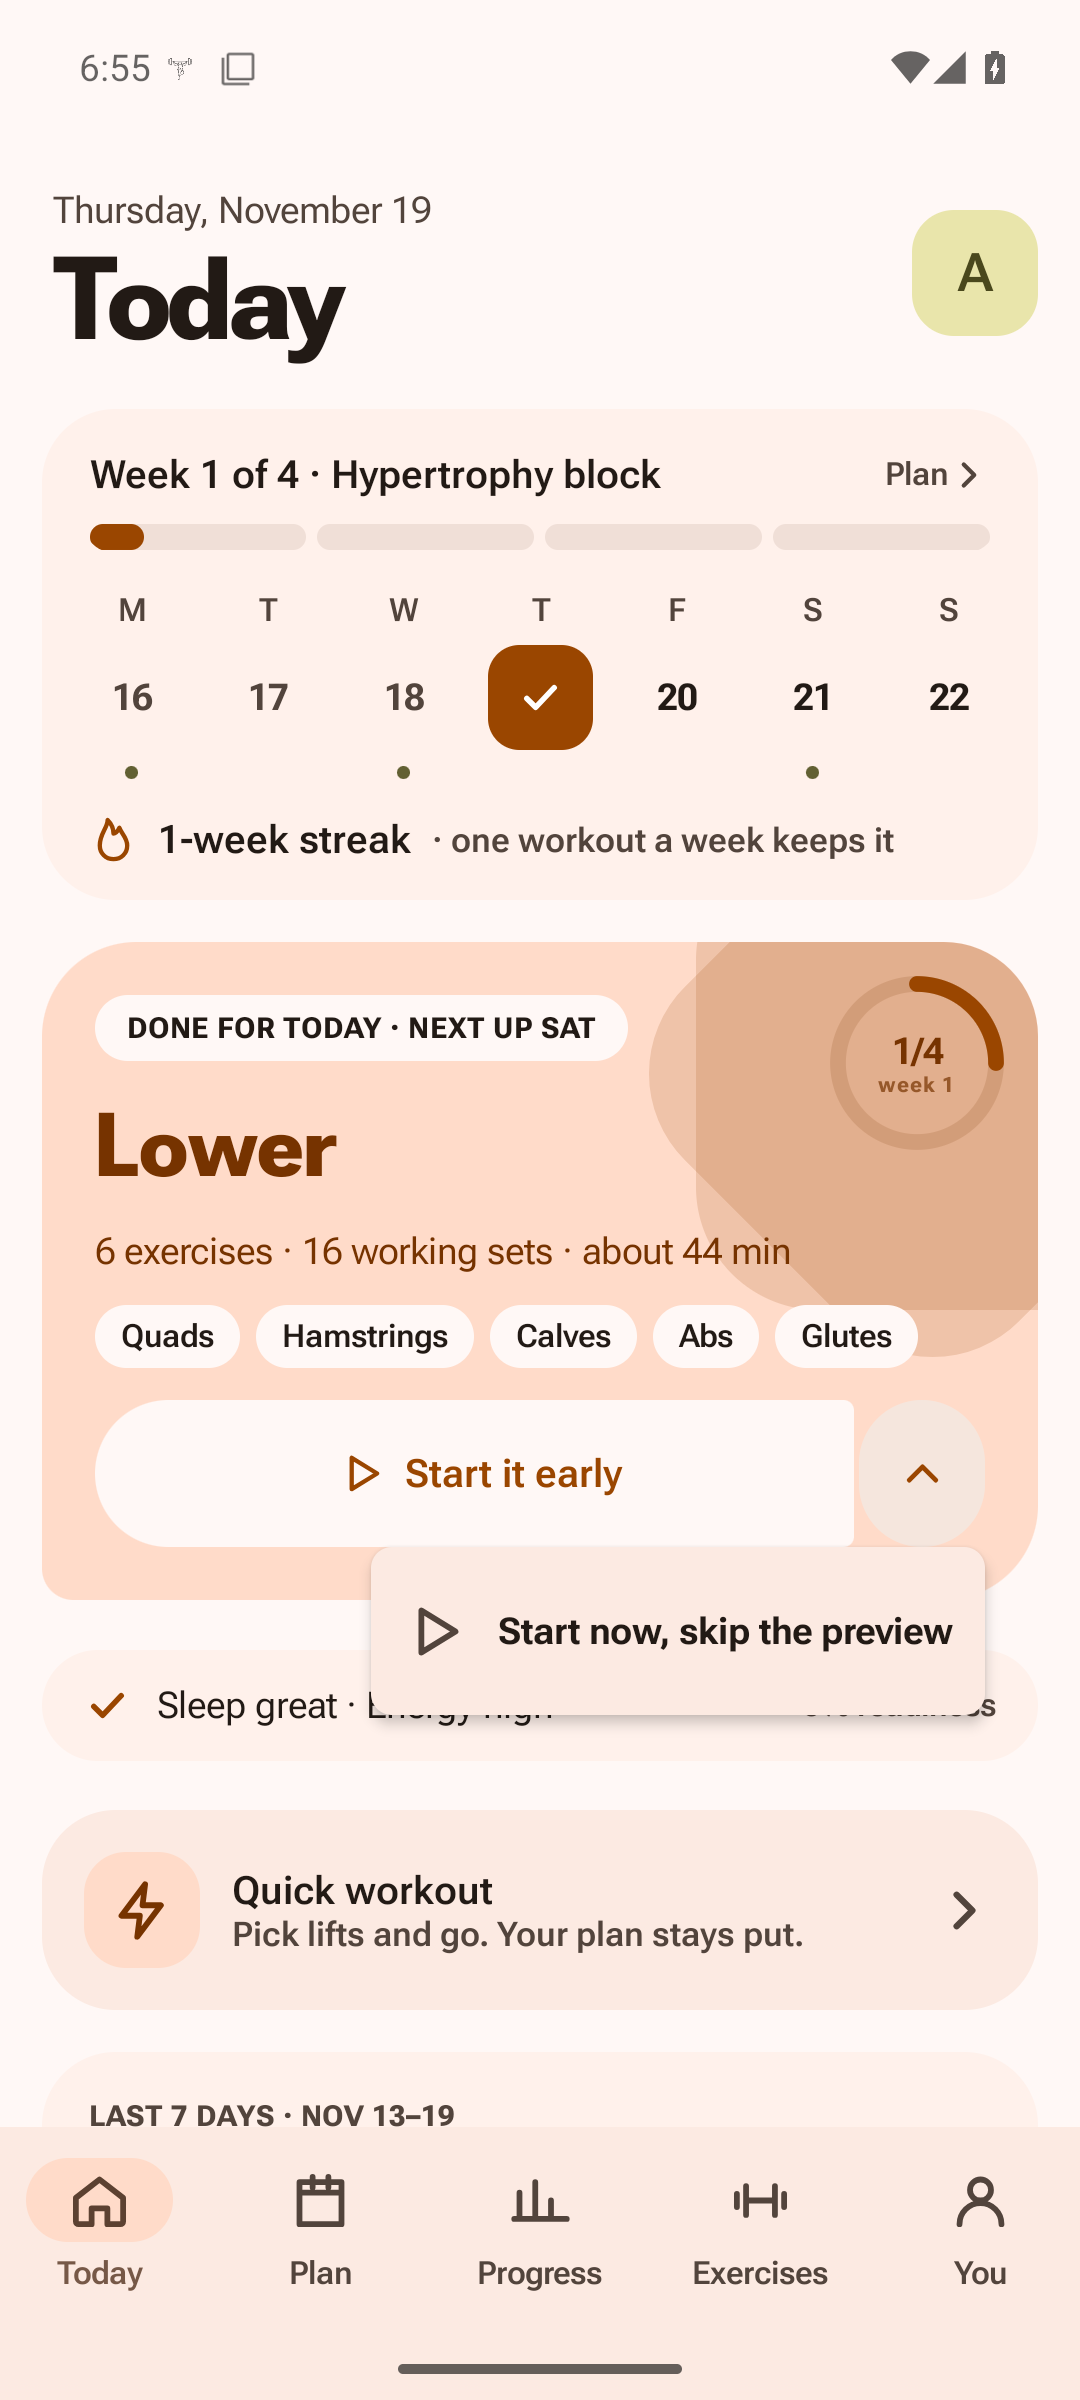 6:55
Thursday, November 19
Today
A
Week 1 of 4 · Hypertrophy block
Plan
M T W T F S S
16 17 18 20 21 22
1-week streak · one workout a week keeps it
DONE FOR TODAY · NEXT UP SAT
1/4
week 1
Lower
6 exercises · 16 working sets · about 44 min
Quads Hamstrings Calves Abs Glutes
Start it early
Start now, skip the preview
Sleep great · Energy high
Quick workout
Pick lifts and go. Your plan stays put.
LAST 7 DAYS · NOV 13–19
Today Plan Progress Exercises You